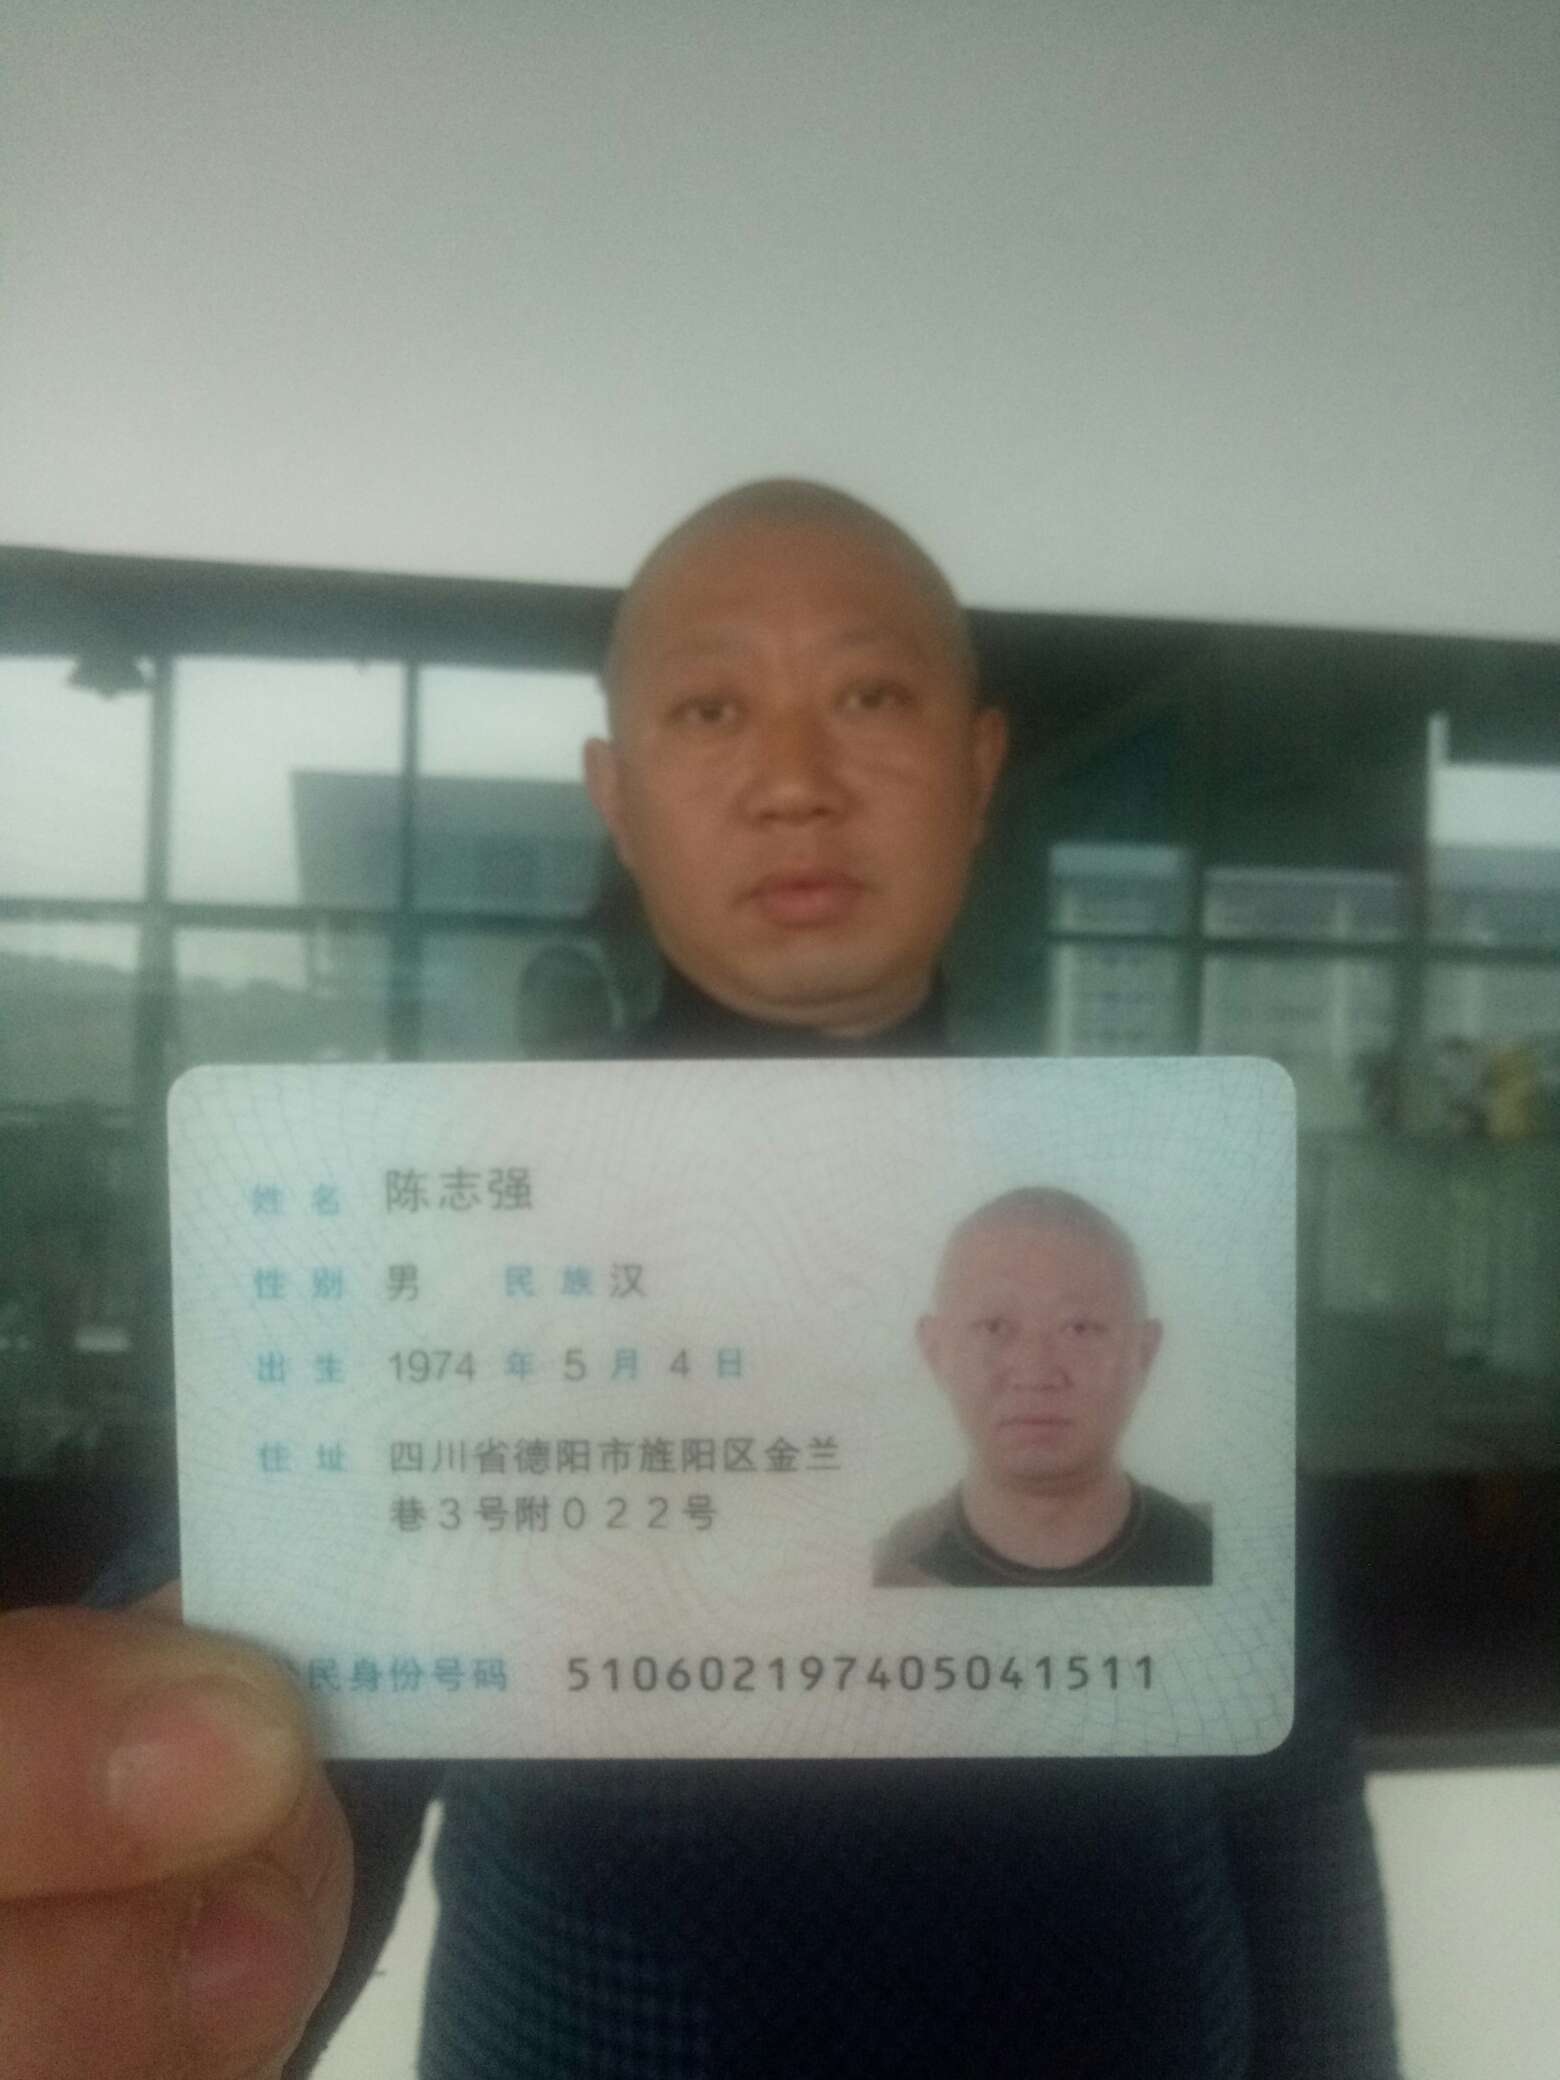 姓名 陈志强
性别 男 民族 汉
出生 1974 年 5 月 4 日
住址 四川省德阳市旌阳区金兰
巷3号附022号
民身份号码 510602197405041511